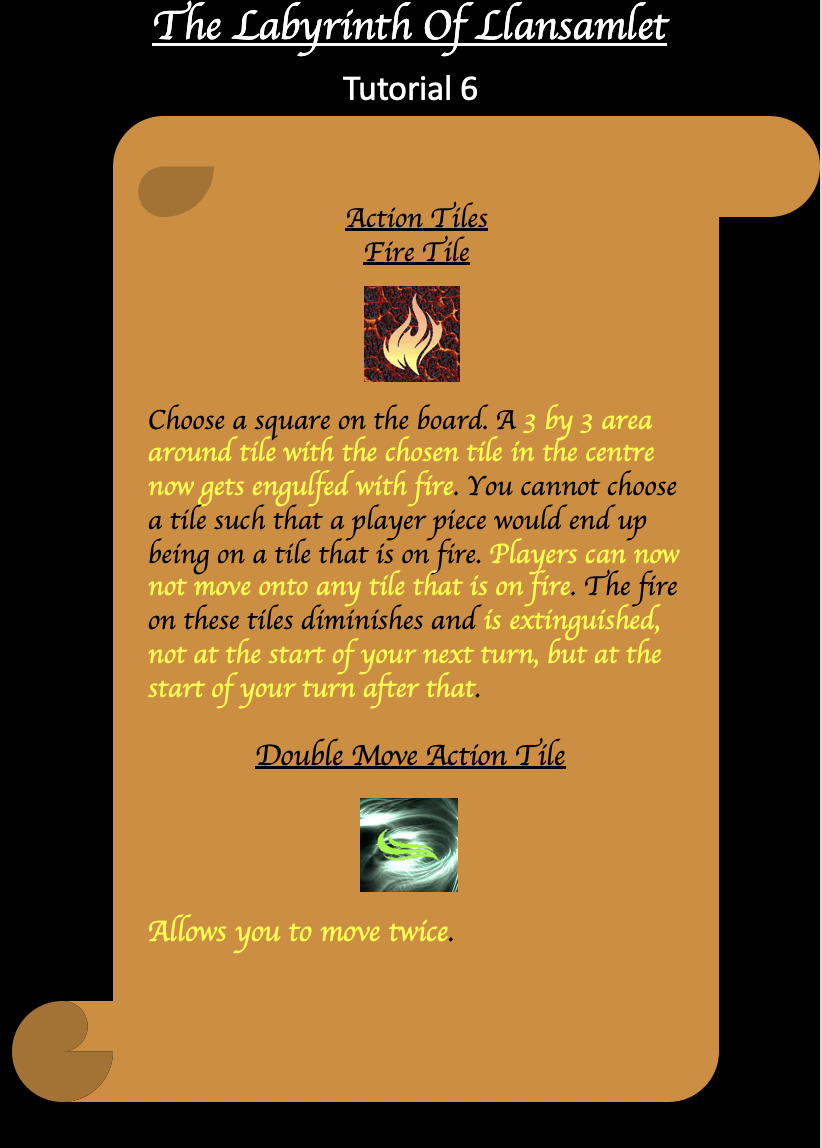 The Labyrinth Of Llansamlet
Tutorial 6
Action Tiles
Fire Tile
Choose a square on the board. A 3 by 3 area
around tile with the chosen tile in the centre
now gets engulfed with fire. You cannot choose
a tile such that a player piece would end up
being on a tile that is on fire. Players can now
not move onto any tile that is on fire. The fire
on these tiles diminishes and is extinguished,
not at the start of your next turn, but at the
start of your turn after that.
Double Move Action Tile
Allows you to move twice.